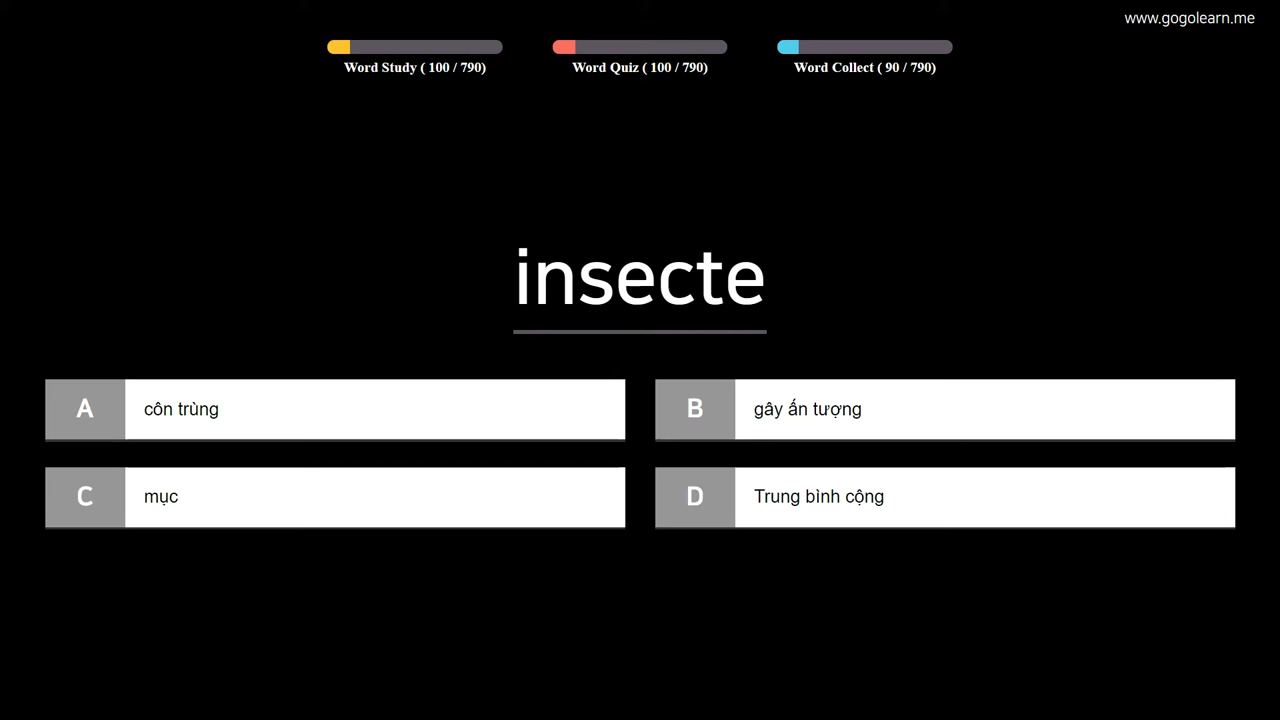 www.gogolearn.me
Word Study ( 100 / 790)
Word Quiz ( 100 / 790)
Word Collect ( 90 / 790)
insecte
A côn trùng
B gây ấn tượng
C mục
D Trung bình cộng